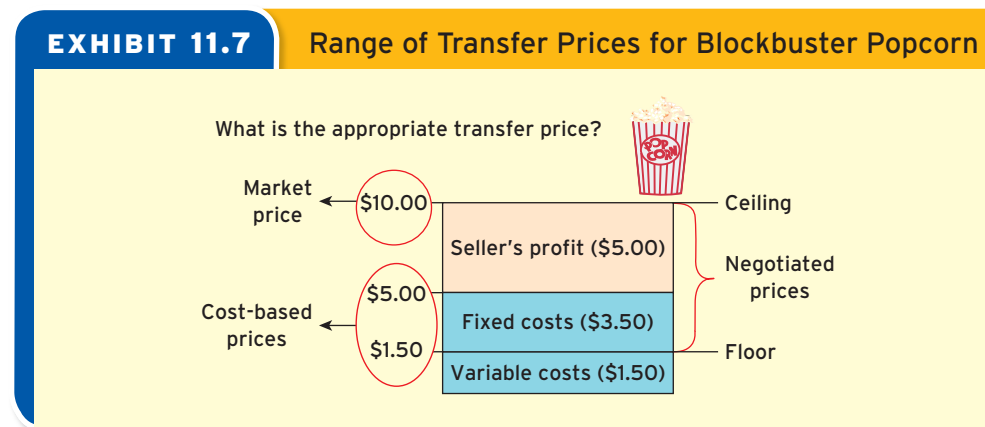 EXHIBIT 11.7
Range of Transfer Prices for Blockbuster Popcorn
What is the appropriate transfer price?
POP
CORN
Market
price
$10.00
Ceiling
Seller's profit ($5.00)
Negotiated
prices
$5.00
Cost-based
prices
Fixed costs ($3.50)
$1.50
Floor
Variable costs ($1.50)